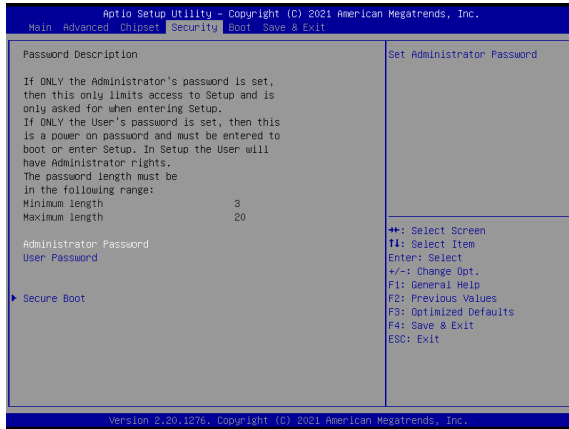 Aptio Setup Utility – Copyright (C) 2021 American Megatrends, Inc.
Main Advanced Chipset Security Boot Save & Exit
Password Description
If ONLY the Administrator's password is set,
then this only limits access to Setup and is
only asked for when entering Setup.
If ONLY the User's password is set, then this
is a power on password and must be entered to
boot or enter Setup. In Setup the User will
have Administrator rights.
The password length must be
in the following range:
Minimum length 3
Maximum length 20
Administrator Password
User Password
▶ Secure Boot
Set Administrator Password
→←: Select Screen
↑↓: Select Item
Enter: Select
+/-: Change Opt.
F1: General Help
F2: Previous Values
F3: Optimized Defaults
F4: Save & Exit
ESC: Exit
Version 2.20.1276. Copyright (C) 2021 American Megatrends, Inc.